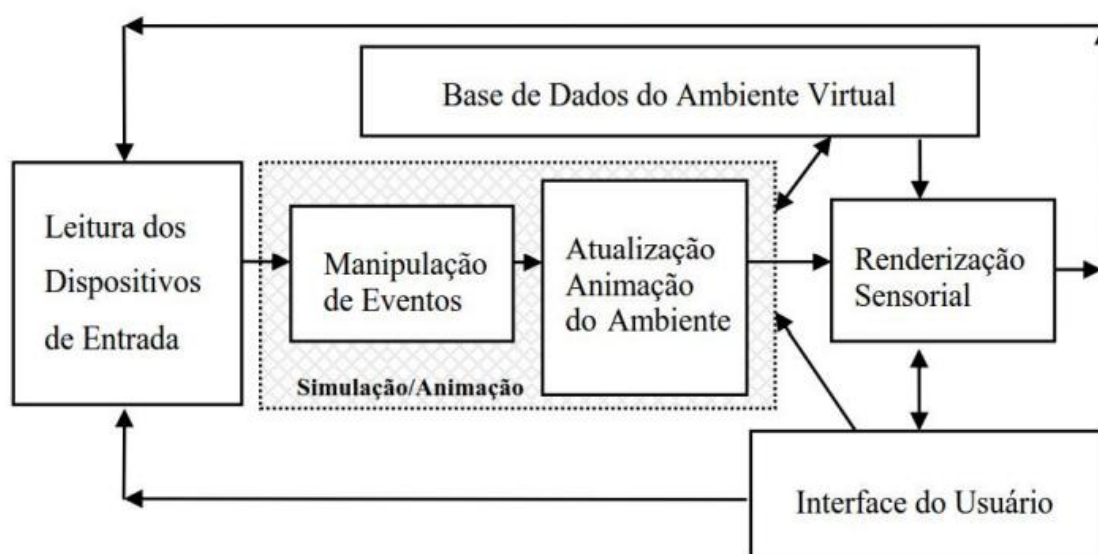 Base de Dados do Ambiente Virtual
Leitura dos
Dispositivos
de Entrada
Manipulação
de Eventos
Simulação/Animação
Atualização
Animação
do Ambiente
Renderização
Sensorial
Interface do Usuário